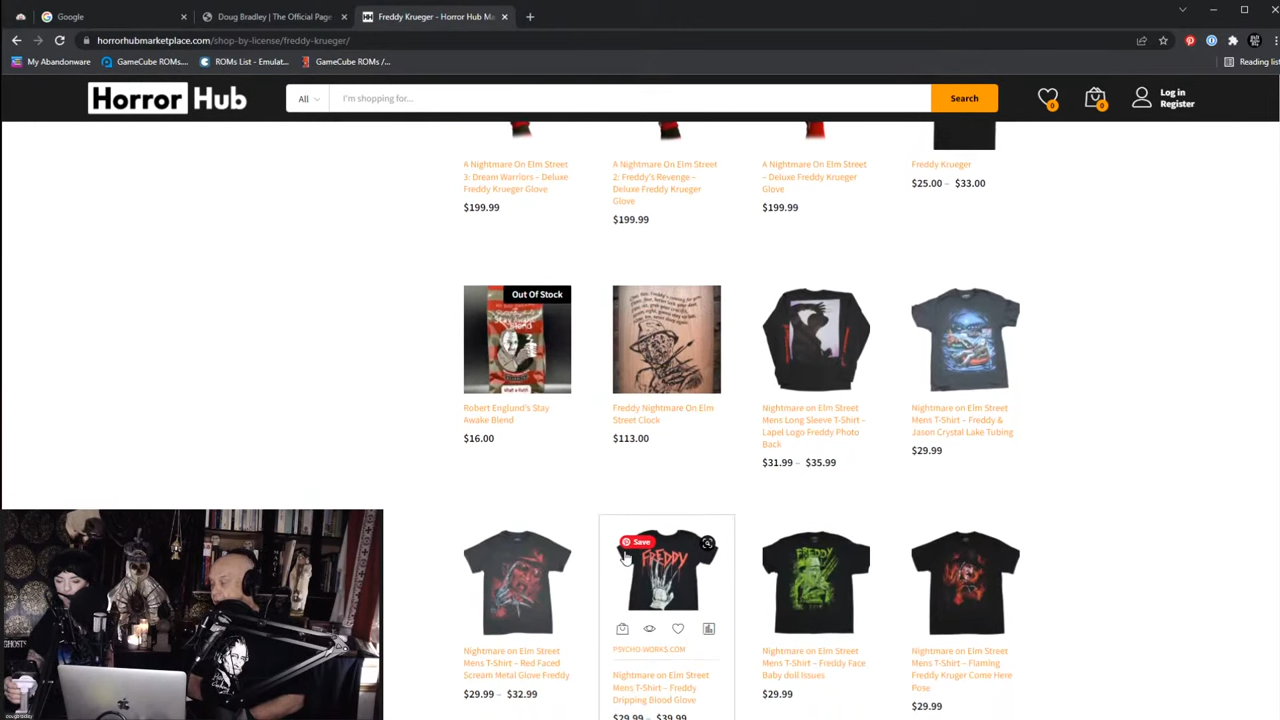 Google
Doug Bradley | The Official Page
Freddy Krueger - Horror Hub Ma
horrorhubmarketplace.com/shop-by-license/freddy-krueger/
My Abandonware
GameCube ROMs...
ROMs List - Emulat...
GameCube ROMs /...
Reading list
Horror Hub
All
I'm shopping for...
Search
0
0
Log in
Register
A Nightmare On Elm Street
3: Dream Warriors – Deluxe
Freddy Krueger Glove
$199.99
A Nightmare On Elm Street
2: Freddy's Revenge –
Deluxe Freddy Krueger
Glove
$199.99
A Nightmare On Elm Street
– Deluxe Freddy Krueger
Glove
$199.99
Freddy Krueger
$25.00 – $33.00
Out Of Stock
Stay
Awake
Blend
Robert Englund's Stay
Awake Blend
$16.00
Freddy Nightmare On Elm
Street Clock
$113.00
Nightmare on Elm Street
Mens Long Sleeve T-Shirt –
Lapel Logo Freddy Photo
Back
$31.99 – $35.99
Nightmare on Elm Street
Mens T-Shirt – Freddy &
Jason Crystal Lake Tubing
$29.99
Nightmare on Elm Street
Mens T-Shirt – Red Faced
Scream Metal Glove Freddy
$29.99 – $32.99
Save
FREDDY
PSYCHO-WORKS.COM
Nightmare on Elm Street
Mens T-Shirt – Freddy
Dripping Blood Glove
$29.99 – $39.99
FREDDY
Nightmare on Elm Street
Mens T-Shirt – Freddy Face
Baby doll Issues
$29.99
Nightmare on Elm Street
Mens T-Shirt – Flaming
Freddy Kruger Come Here
Pose
$29.99
GHOSTS
dougbradley